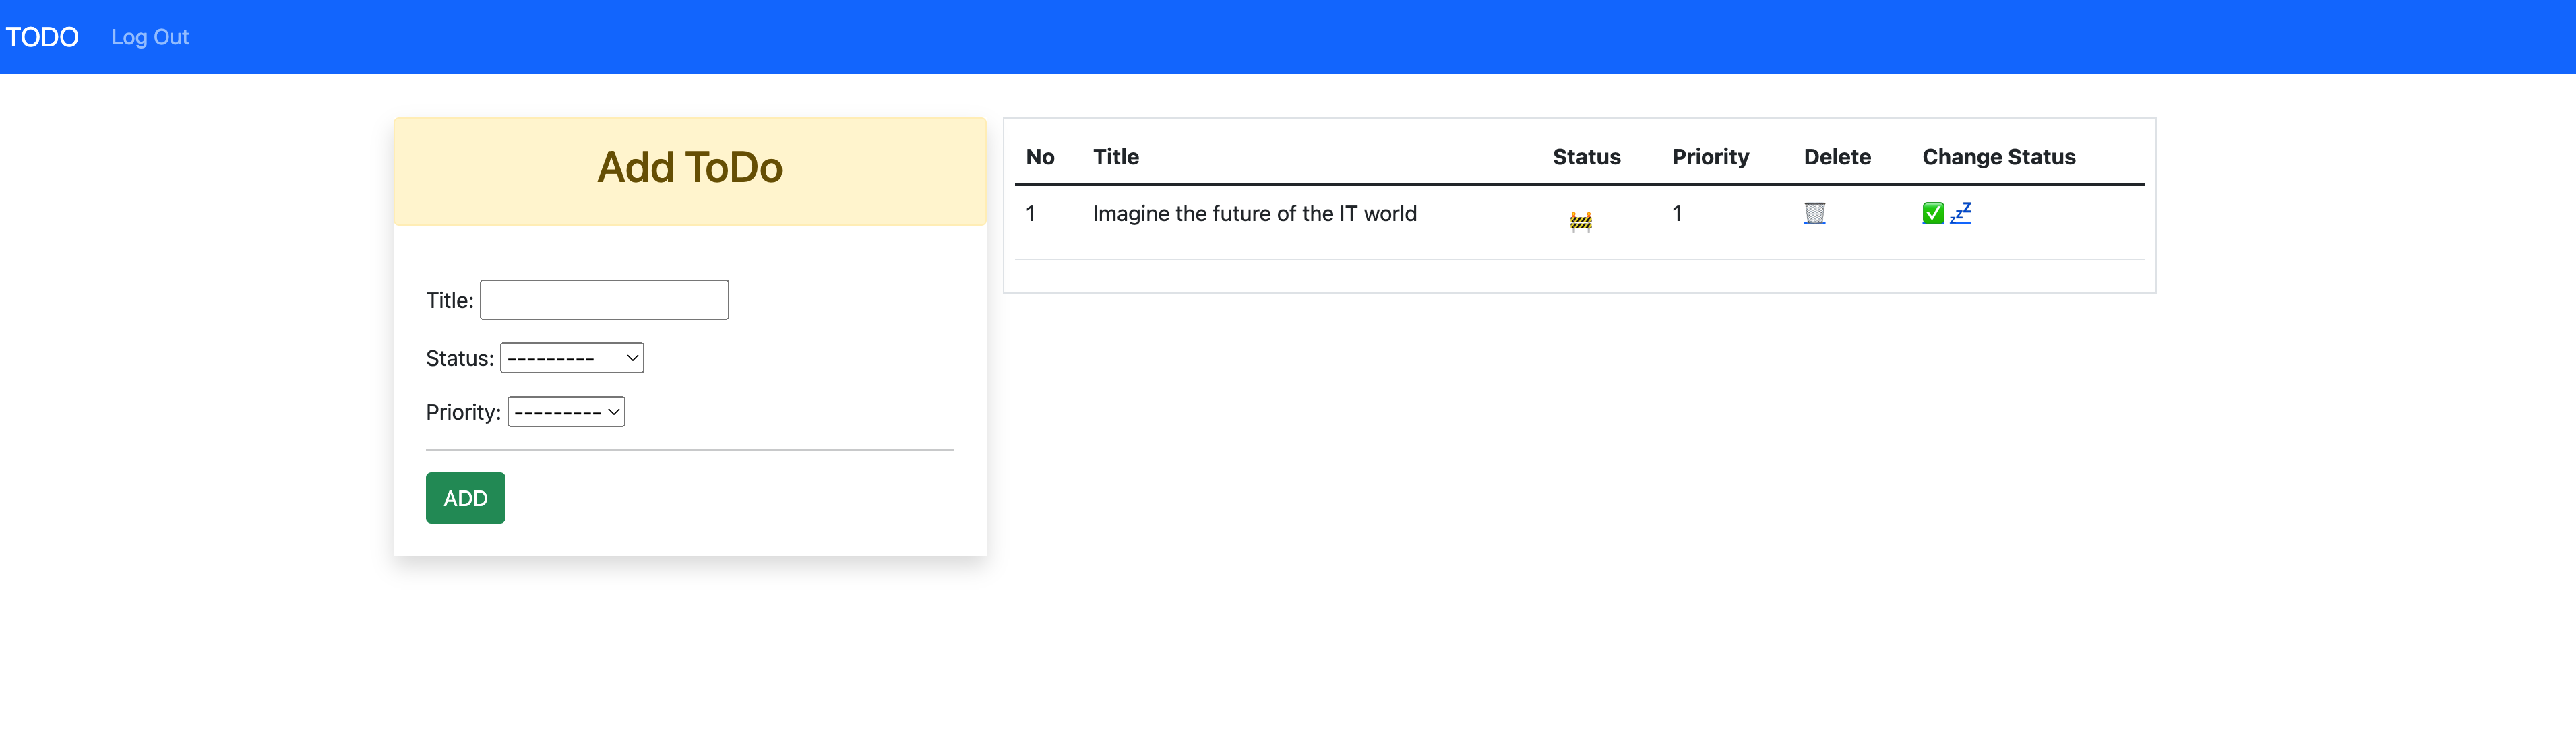 TODO Log Out
Add ToDo
Title:
Status: ---------
Priority: ---------
ADD
No Title Status Priority Delete Change Status
1 Imagine the future of the IT world 🚧 1 🗑️ ✅ 💤